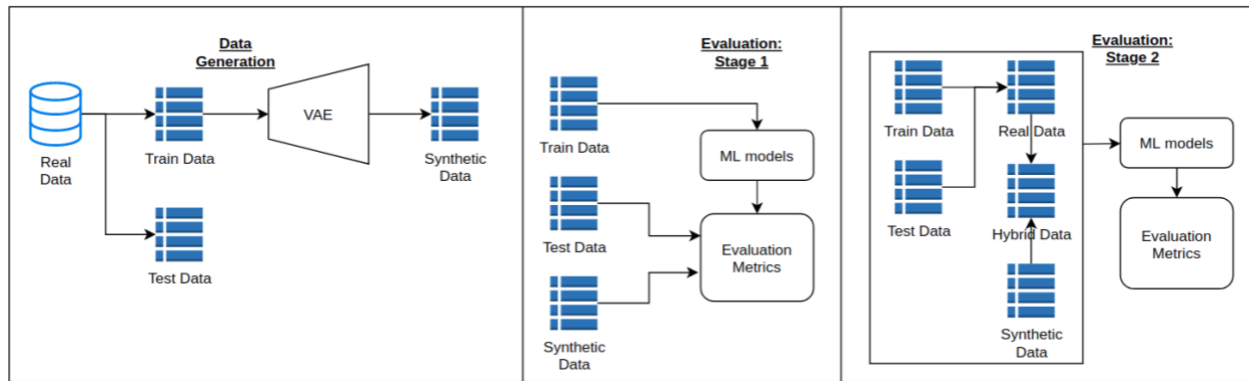 Data
Generation
Real
Data
Train Data
VAE
Synthetic
Data
Test Data
Evaluation:
Stage 1
Train Data
ML models
Test Data
Evaluation
Metrics
Synthetic
Data
Evaluation:
Stage 2
Train Data
Real Data
ML models
Test Data
Hybrid Data
Evaluation
Metrics
Synthetic
Data